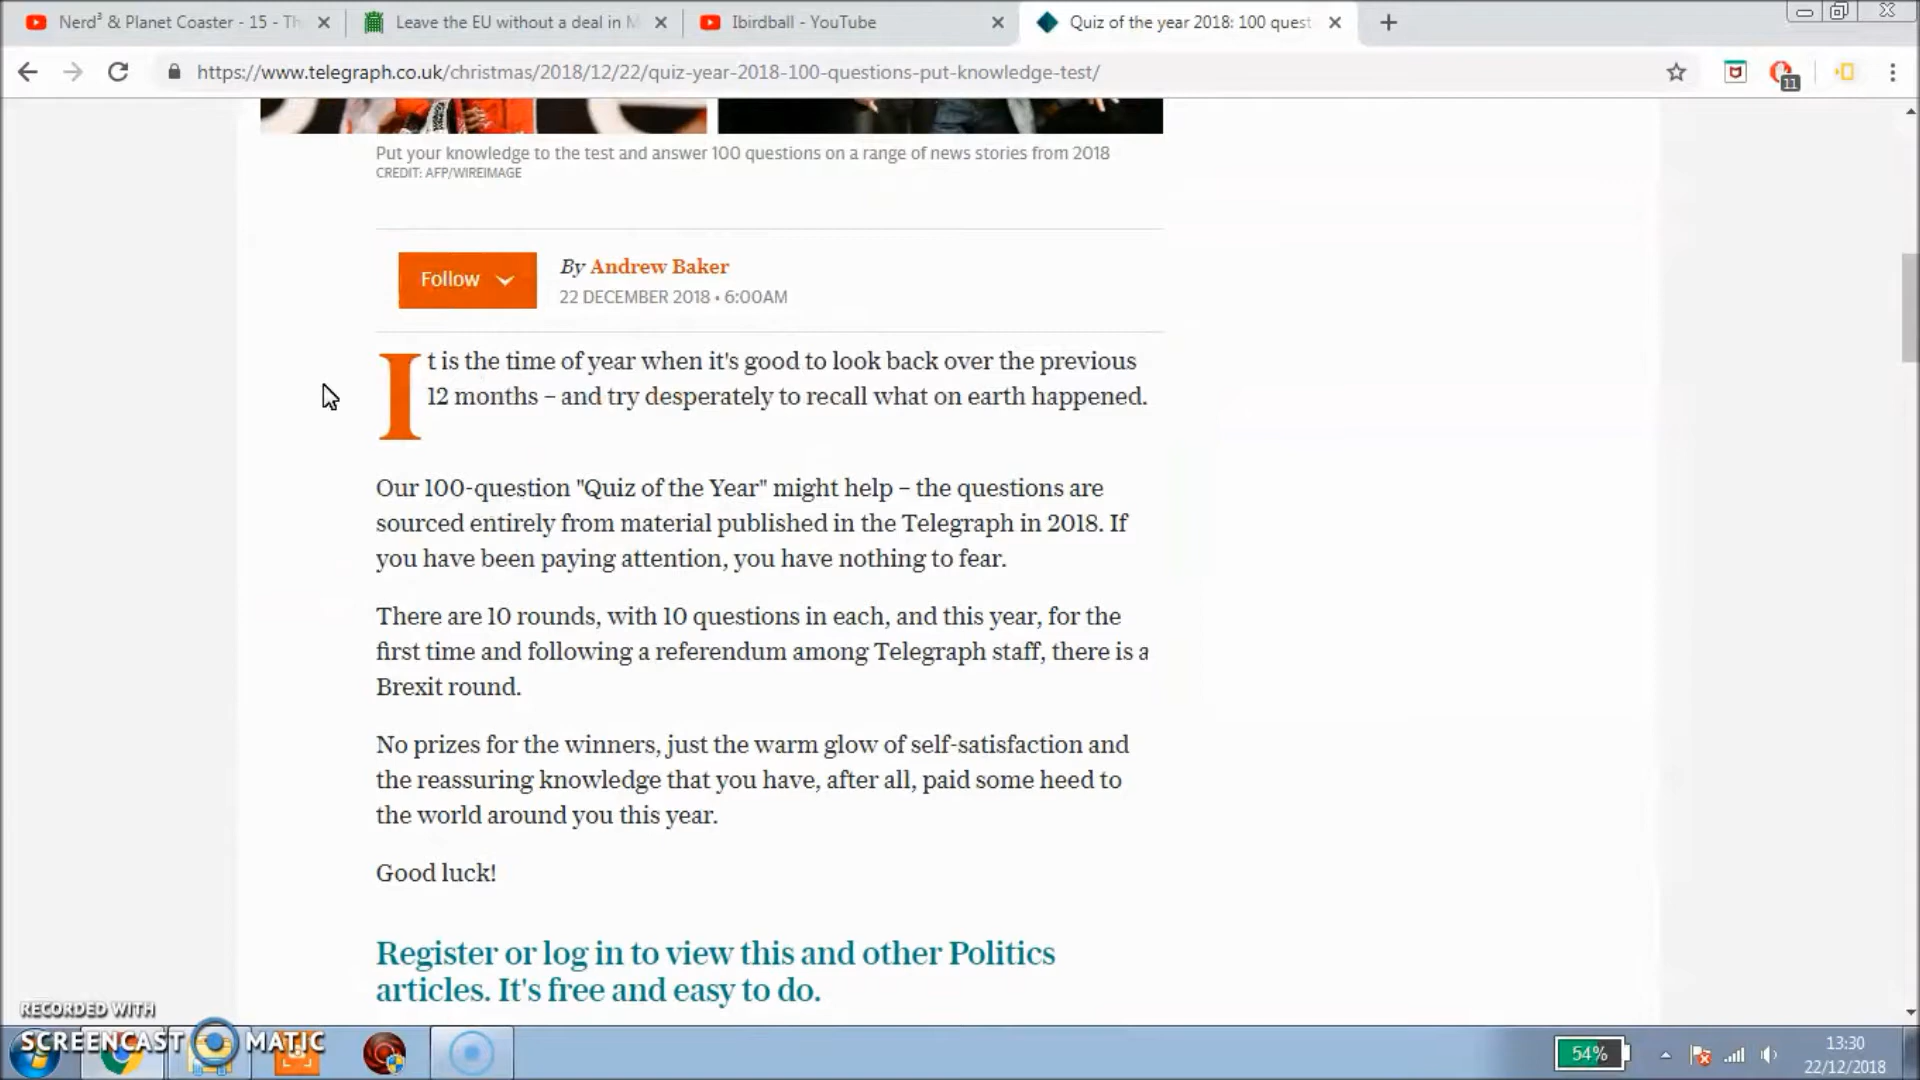 Nerd³ & Planet Coaster - 15 - Th
Leave the EU without a deal in M
Ibirdball - YouTube
Quiz of the year 2018: 100 quest
https://www.telegraph.co.uk/christmas/2018/12/22/quiz-year-2018-100-questions-put-knowledge-test/
11
Put your knowledge to the test and answer 100 questions on a range of news stories from 2018
CREDIT: AFP/WIREIMAGE
Follow
By Andrew Baker
22 DECEMBER 2018 • 6:00AM
It is the time of year when it's good to look back over the previous
12 months – and try desperately to recall what on earth happened.
Our 100-question "Quiz of the Year" might help – the questions are
sourced entirely from material published in the Telegraph in 2018. If
you have been paying attention, you have nothing to fear.
There are 10 rounds, with 10 questions in each, and this year, for the
first time and following a referendum among Telegraph staff, there is a
Brexit round.
No prizes for the winners, just the warm glow of self-satisfaction and
the reassuring knowledge that you have, after all, paid some heed to
the world around you this year.
Good luck!
Register or log in to view this and other Politics
articles. It's free and easy to do.
RECORDED WITH
SCREENCAST MATIC
54%
13:30
22/12/2018